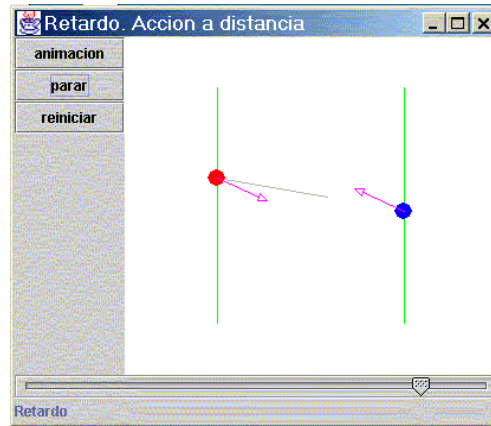 Retardo. Accion a distancia
animacion
parar
reiniciar
Retardo